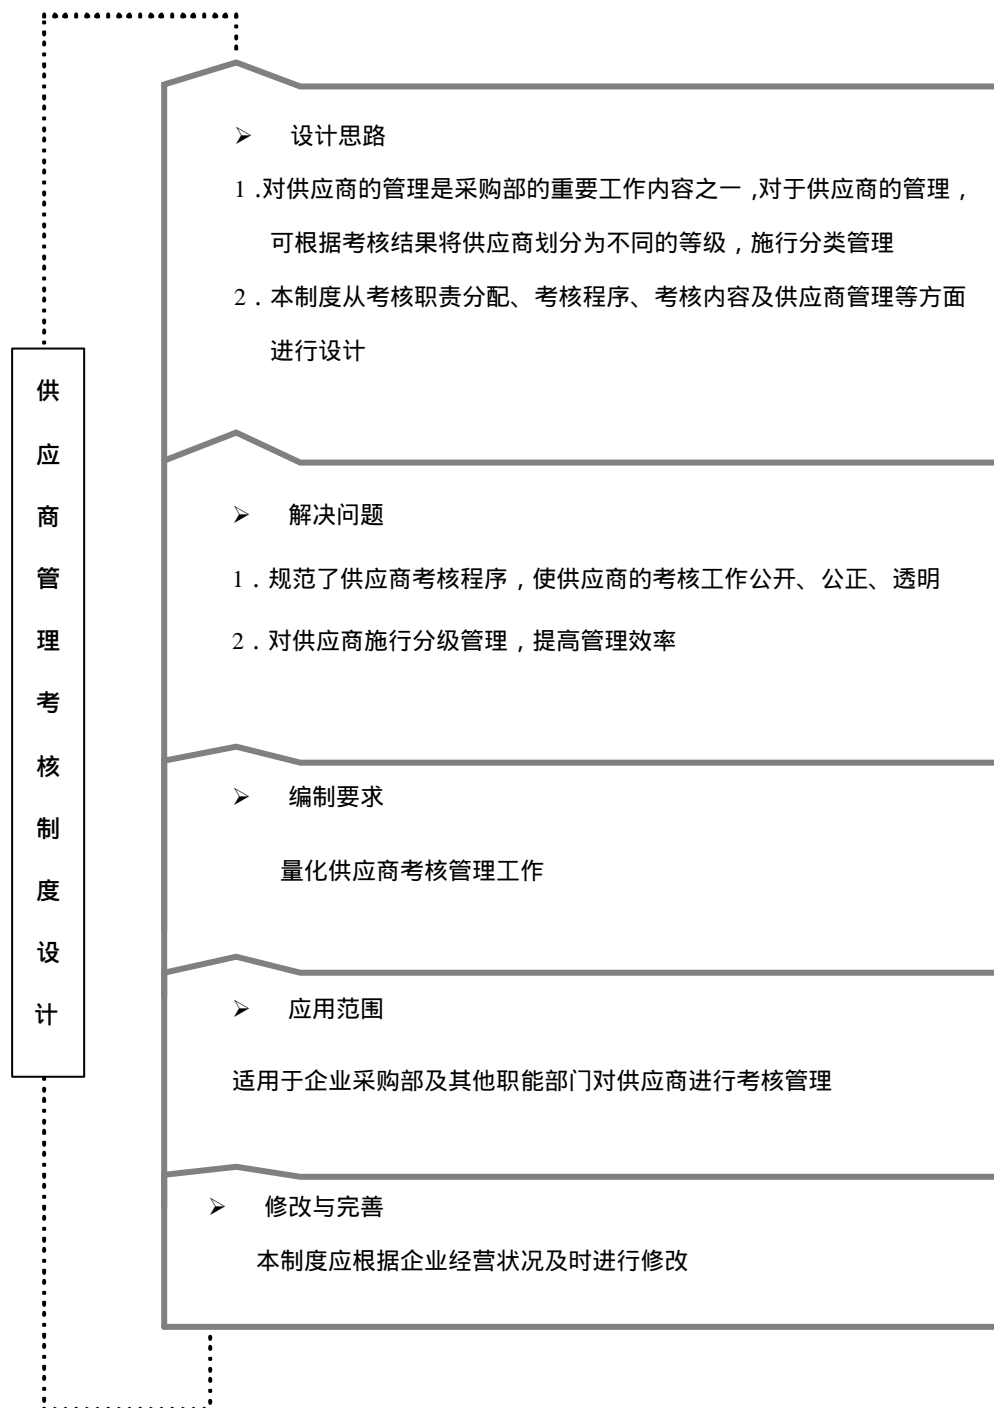 供应商管理考核制度设计
➢ 设计思路
1．对供应商的管理是采购部的重要工作内容之一，对于供应商的管理，
可根据考核结果将供应商划分为不同的等级，施行分类管理
2．本制度从考核职责分配、考核程序、考核内容及供应商管理等方面
进行设计
➢ 解决问题
1．规范了供应商考核程序，使供应商的考核工作公开、公正、透明
2．对供应商施行分级管理，提高管理效率
➢ 编制要求
量化供应商考核管理工作
➢ 应用范围
适用于企业采购部及其他职能部门对供应商进行考核管理
➢ 修改与完善
本制度应根据企业经营状况及时进行修改